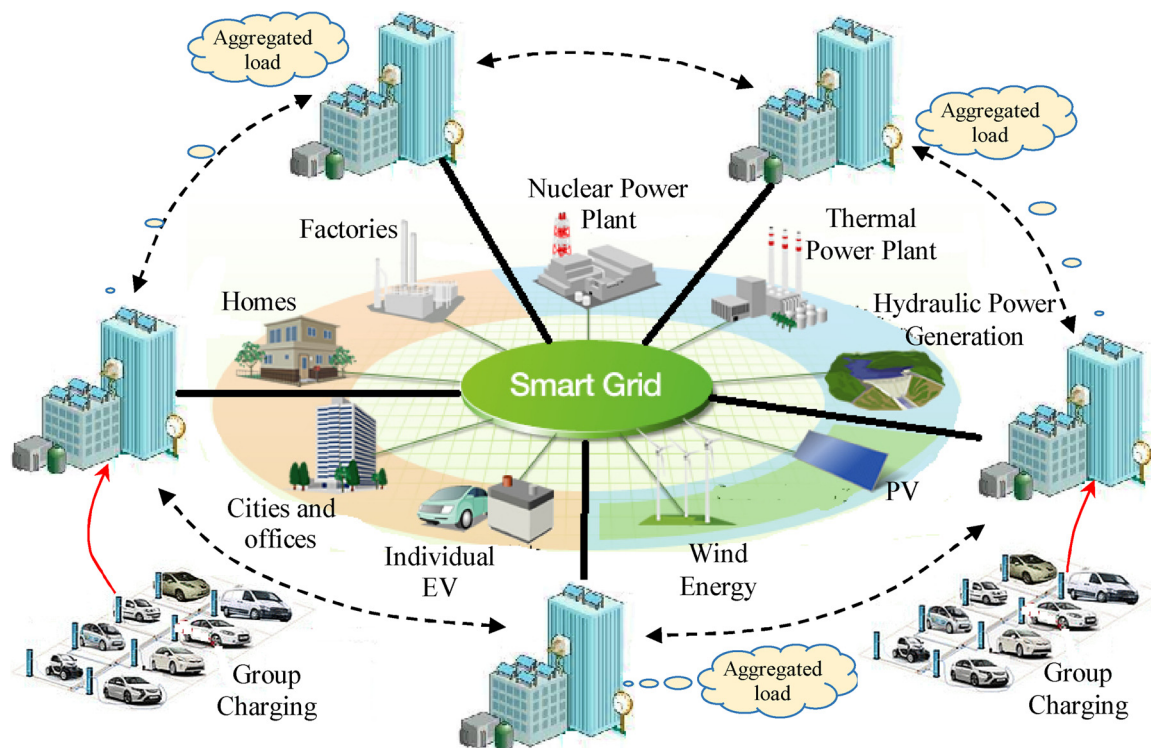 Aggregated
load
Aggregated
load
Nuclear Power
Plant
Factories
Thermal
Power Plant
Homes
Hydraulic Power
Generation
Smart Grid
PV
Cities and
offices
Individual
EV
Wind
Energy
Group
Charging
Aggregated
load
Group
Charging